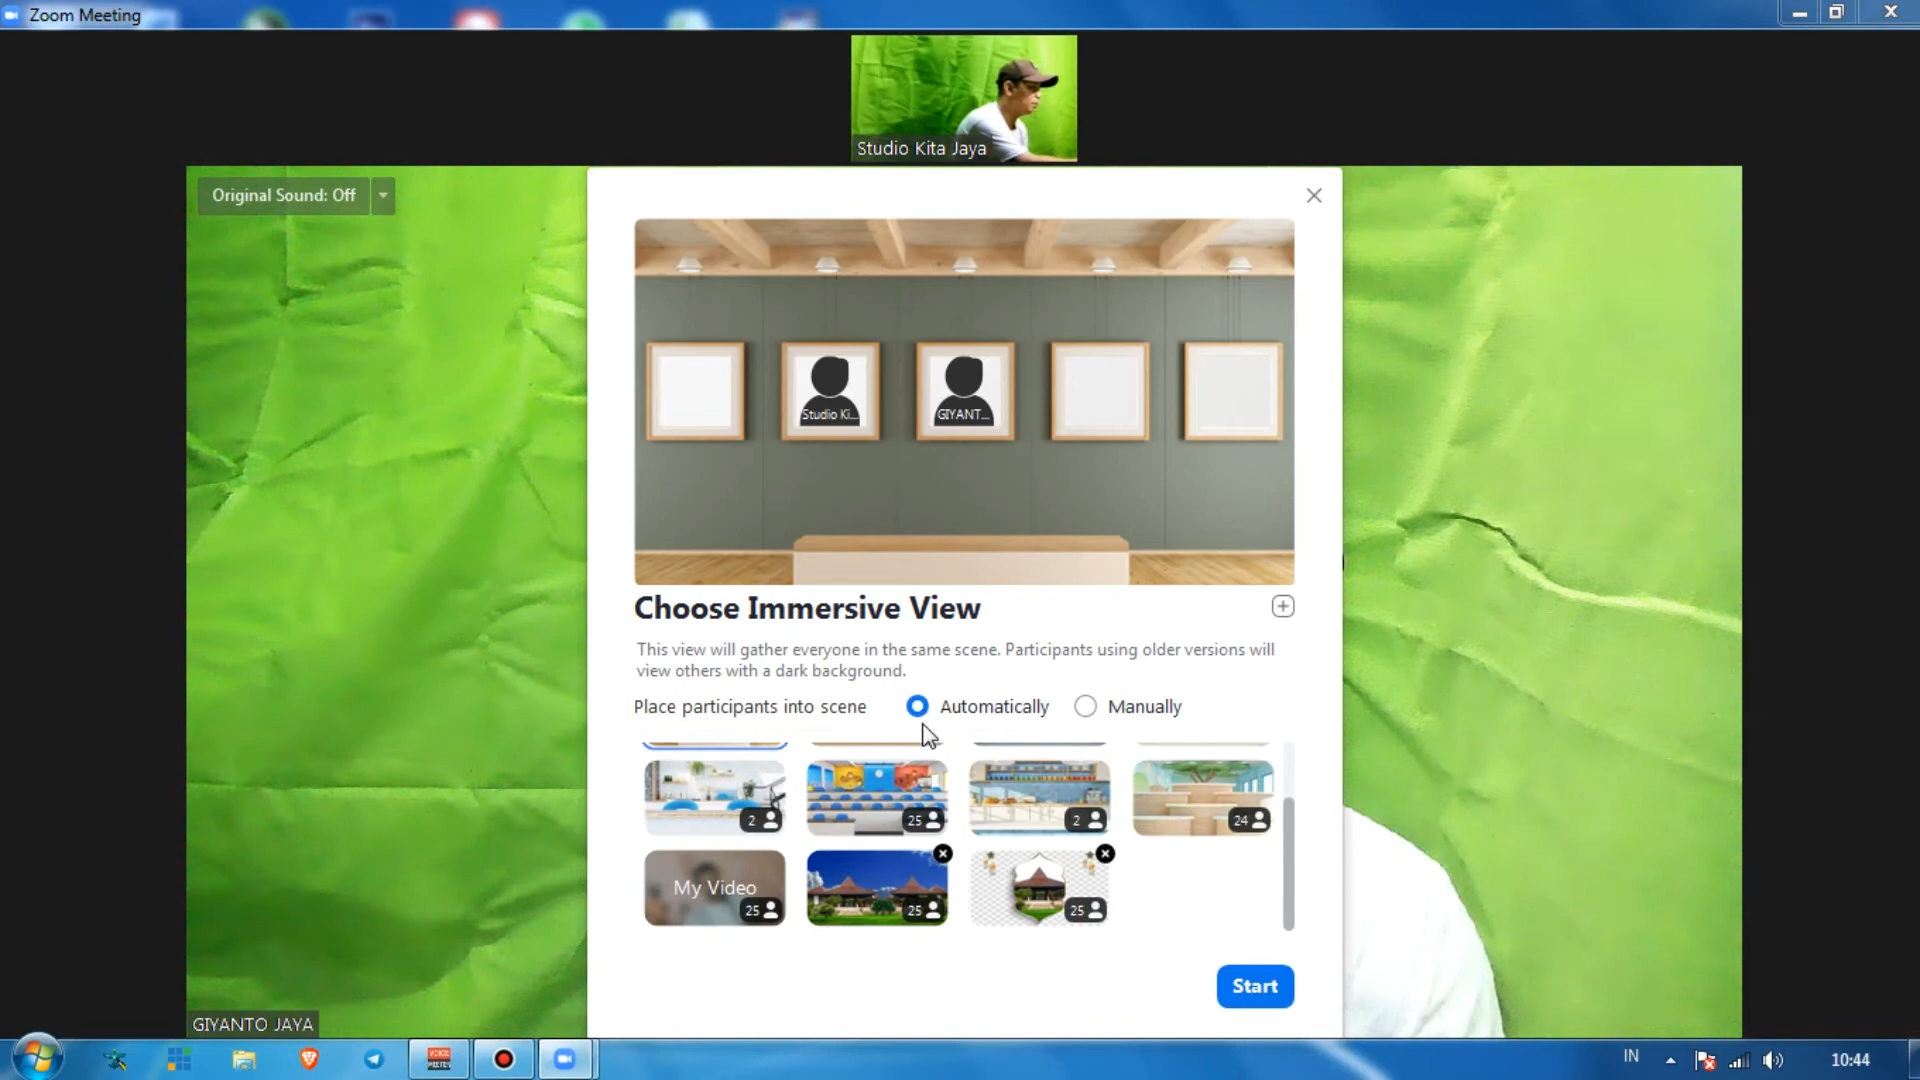 Zoom Meeting
Studio Kita Jaya
Original Sound: Off
Studio Ki...
GIYANT...
Choose Immersive View
This view will gather everyone in the same scene. Participants using older versions will
view others with a dark background.
Place participants into scene
Automatically
Manually
2
25
2
24
My Video
25
25
25
Start
GIYANTO JAYA
VOICE
MEETER
IN
10:44